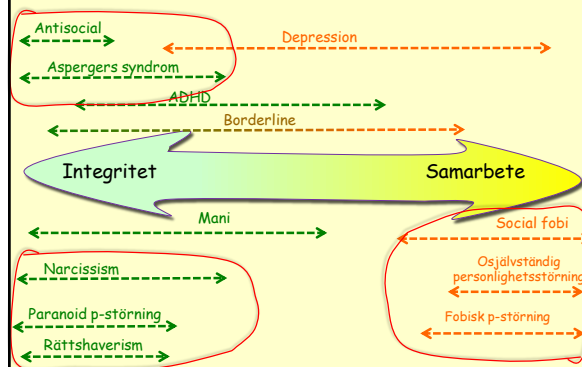 Antisocial
Depression
Aspergers syndrom
ADHD
Borderline
Integritet
Samarbete
Mani
Social fobi
Narcissism
Osjälvständig
personlighetsstörning
Paranoid p-störning
Fobisk p-störning
Rättshaverism